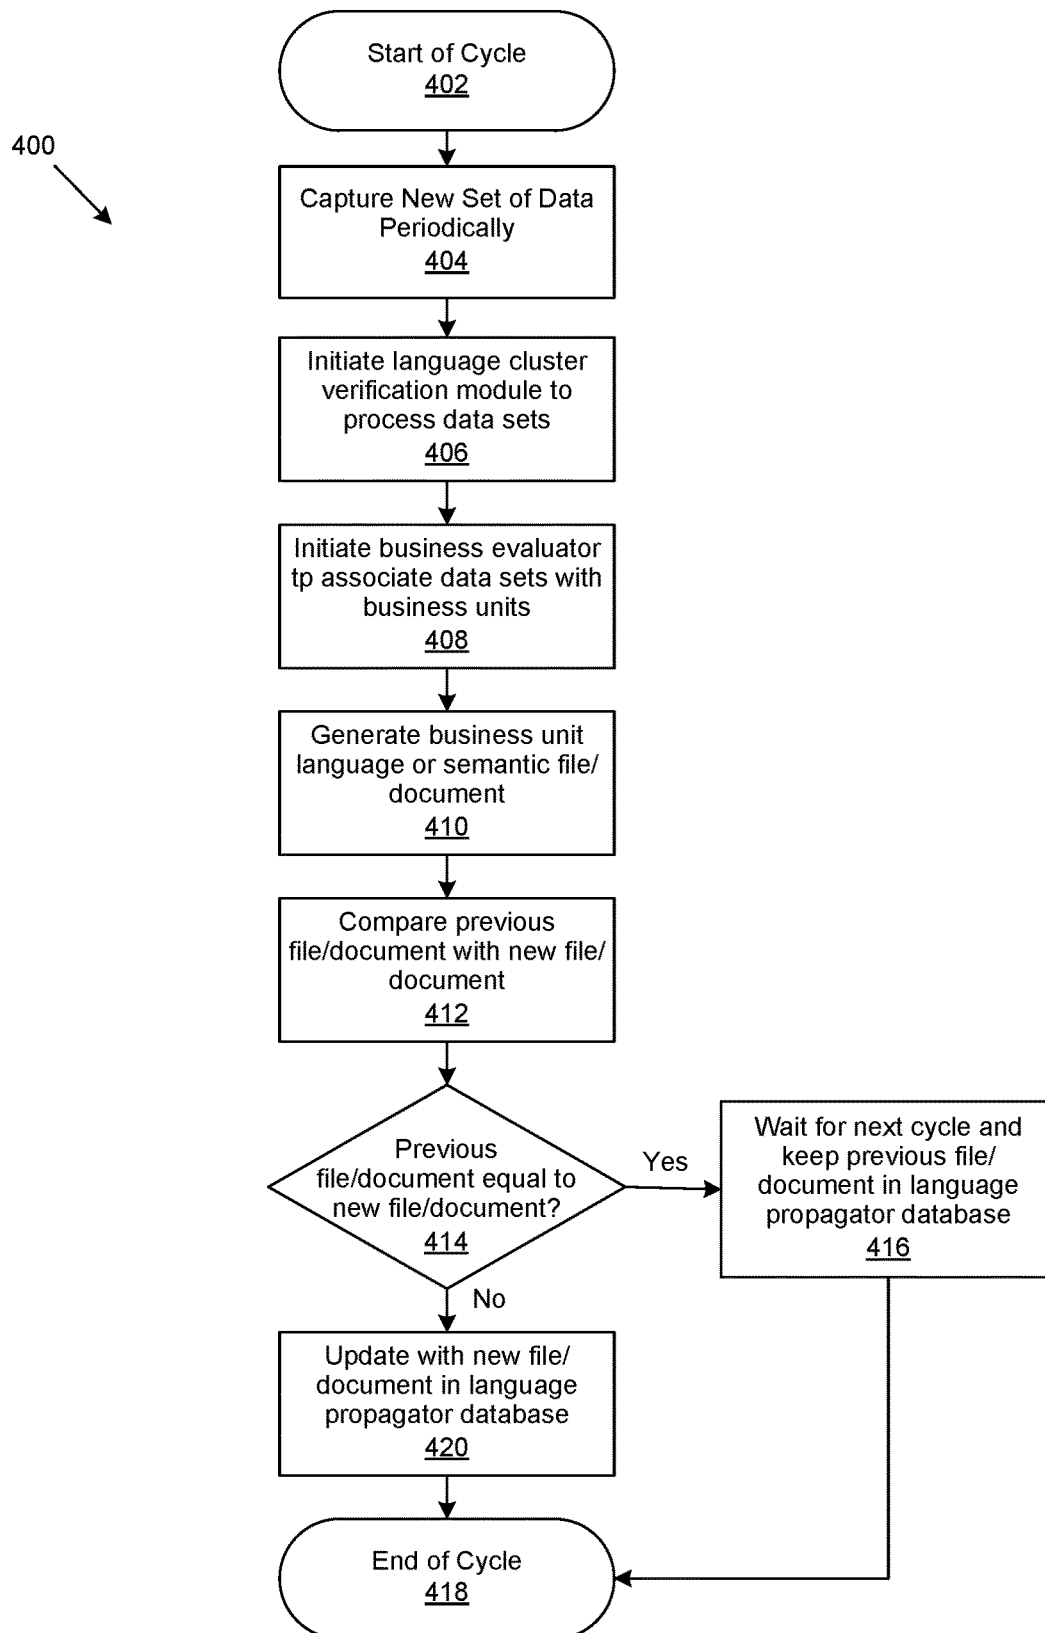 Start of Cycle
402
400
Capture New Set of Data
Periodically
404
Initiate language cluster
verification module to
process data sets
406
Initiate business evaluator
tp associate data sets with
business units
408
Generate business unit
language or semantic file/
document
410
Compare previous
file/document with new file/
document
412
Previous
file/document equal to
new file/document?
414
Yes
Wait for next cycle and
keep previous file/
document in language
propagator database
416
No
Update with new file/
document in language
propagator database
420
End of Cycle
418